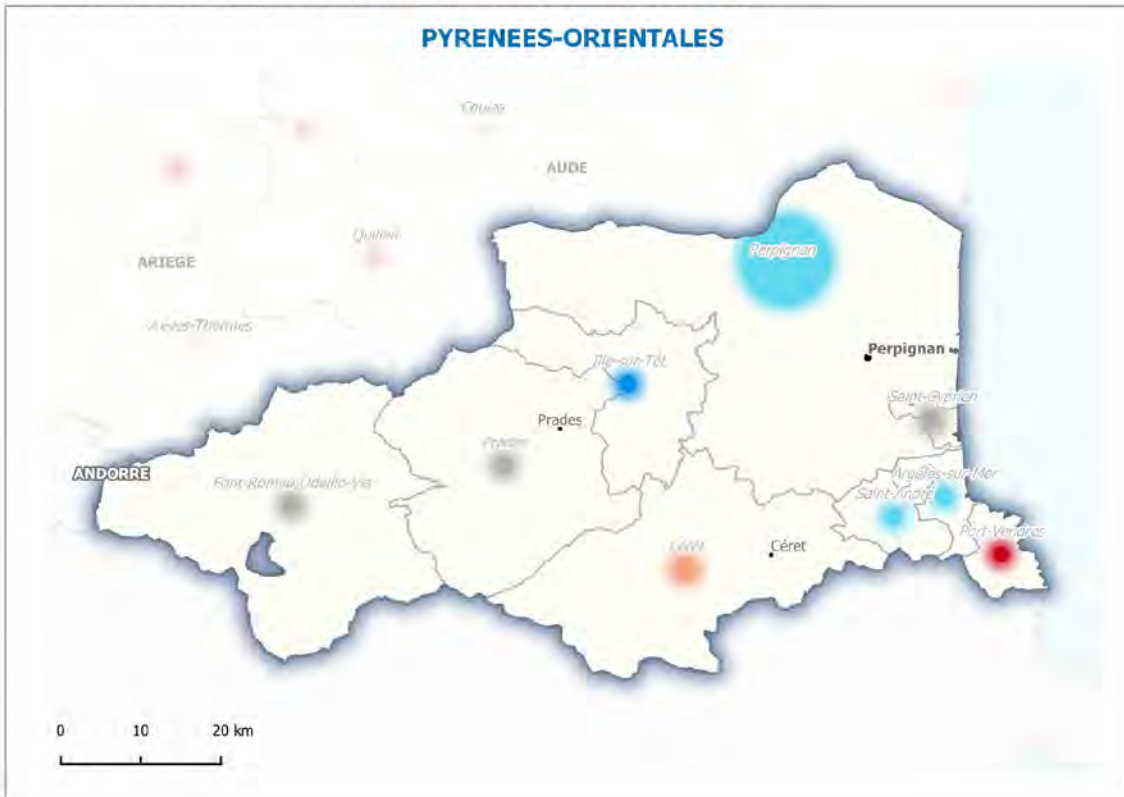 PYRENEES-ORIENTALES
Couiza
AUDE
Quillan
ARIEGE
Perpignan
Ax-les-Thermes
Perpignan
Ille-sur-Têt
Saint-Cyprien
Prades
Prades
ANDORRE
Font-Romeu-Odeillo-Via
Argelès-sur-Mer
Saint-André
Port-Vendres
Céret
Céret
0 10 20 km